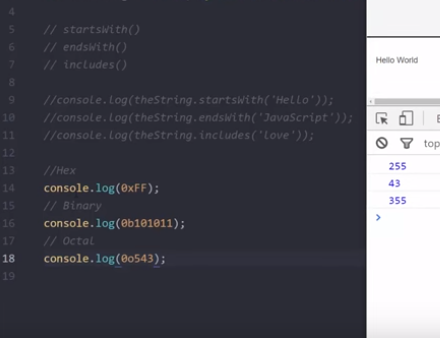 4
5 // startsWith()
6 // endsWith()
7 // includes()
8
9 //console.log(theString.startsWith('Hello'));
10 //console.log(theString.endsWith('JavaScript'));
11 //console.log(theString.includes('love'));
12
13 //Hex
14 console.log(0xFF);
15 // Binary
16 console.log(0b101011);
17 // Octal
18 console.log(0o543);
19
Hello World
top
255
43
355
>